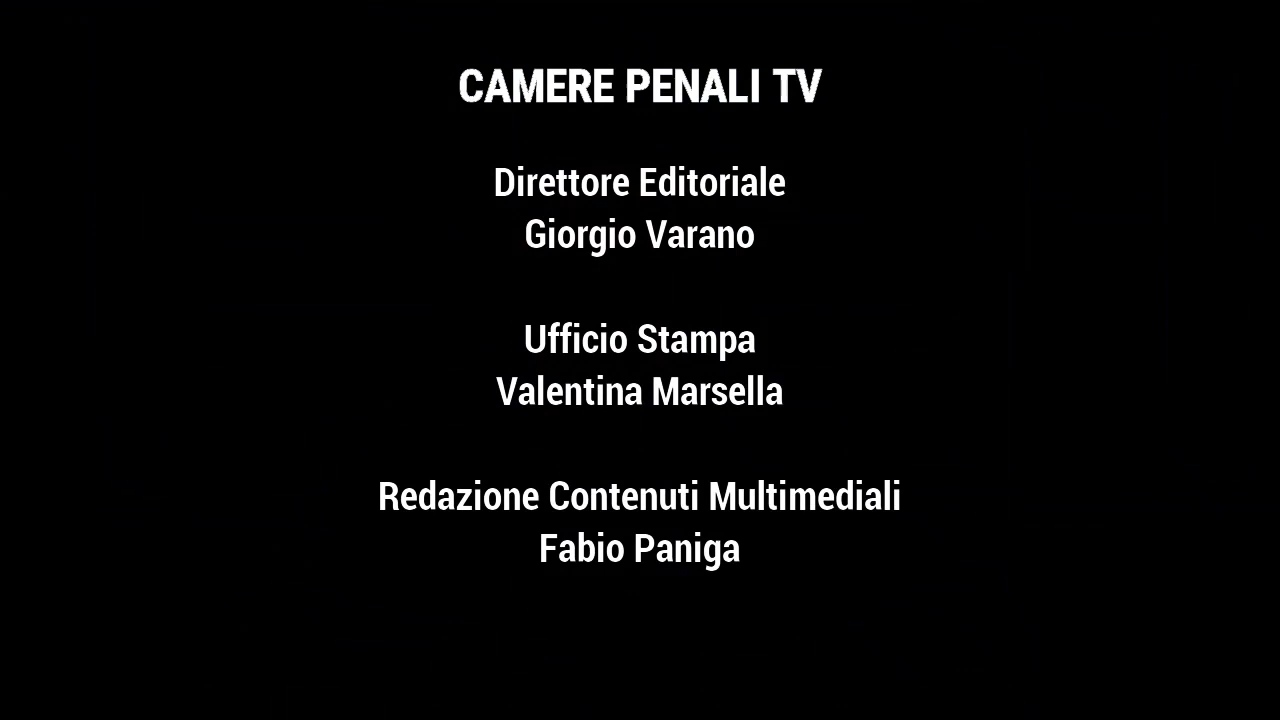 CAMERE PENALI TV
Direttore Editoriale
Giorgio Varano
Ufficio Stampa
Valentina Marsella
Redazione Contenuti Multimediali
Fabio Paniga